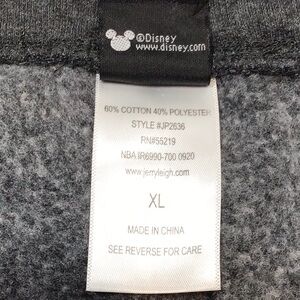 ©Disney
www.disney.com
60% COTTON 40% POLYESTER
STYLE #JP2636
RN#55219
NBA IIR6990-700 0920
www.jerryleigh.com
XL
MADE IN CHINA
SEE REVERSE FOR CARE